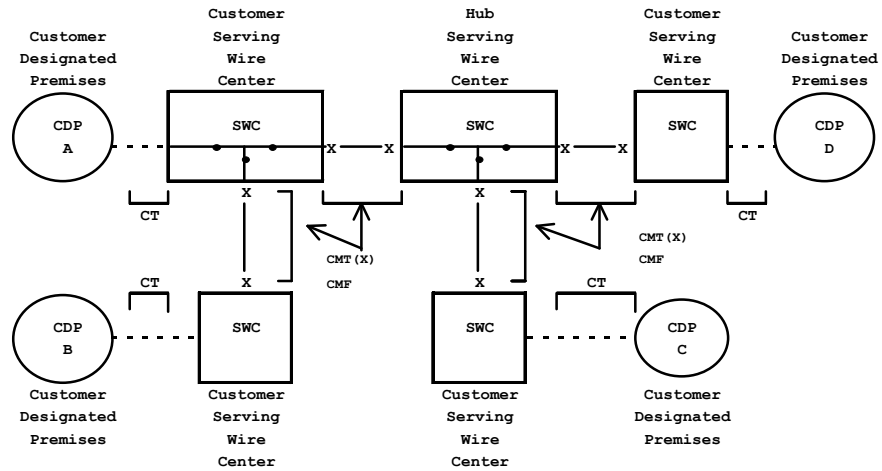 Customer
Serving
Wire
Center
Hub
Serving
Wire
Center
Customer
Serving
Wire
Center
Customer
Designated
Premises
Customer
Designated
Premises
CDP
A
SWC
SWC
SWC
CDP
D
X
X
X
X
X
X
CT
CT
CMT(X)
CMF
CMT(X)
CMF
X
X
CT
CT
CDP
B
SWC
SWC
CDP
C
Customer
Designated
Premises
Customer
Serving
Wire
Center
Customer
Serving
Wire
Center
Customer
Designated
Premises